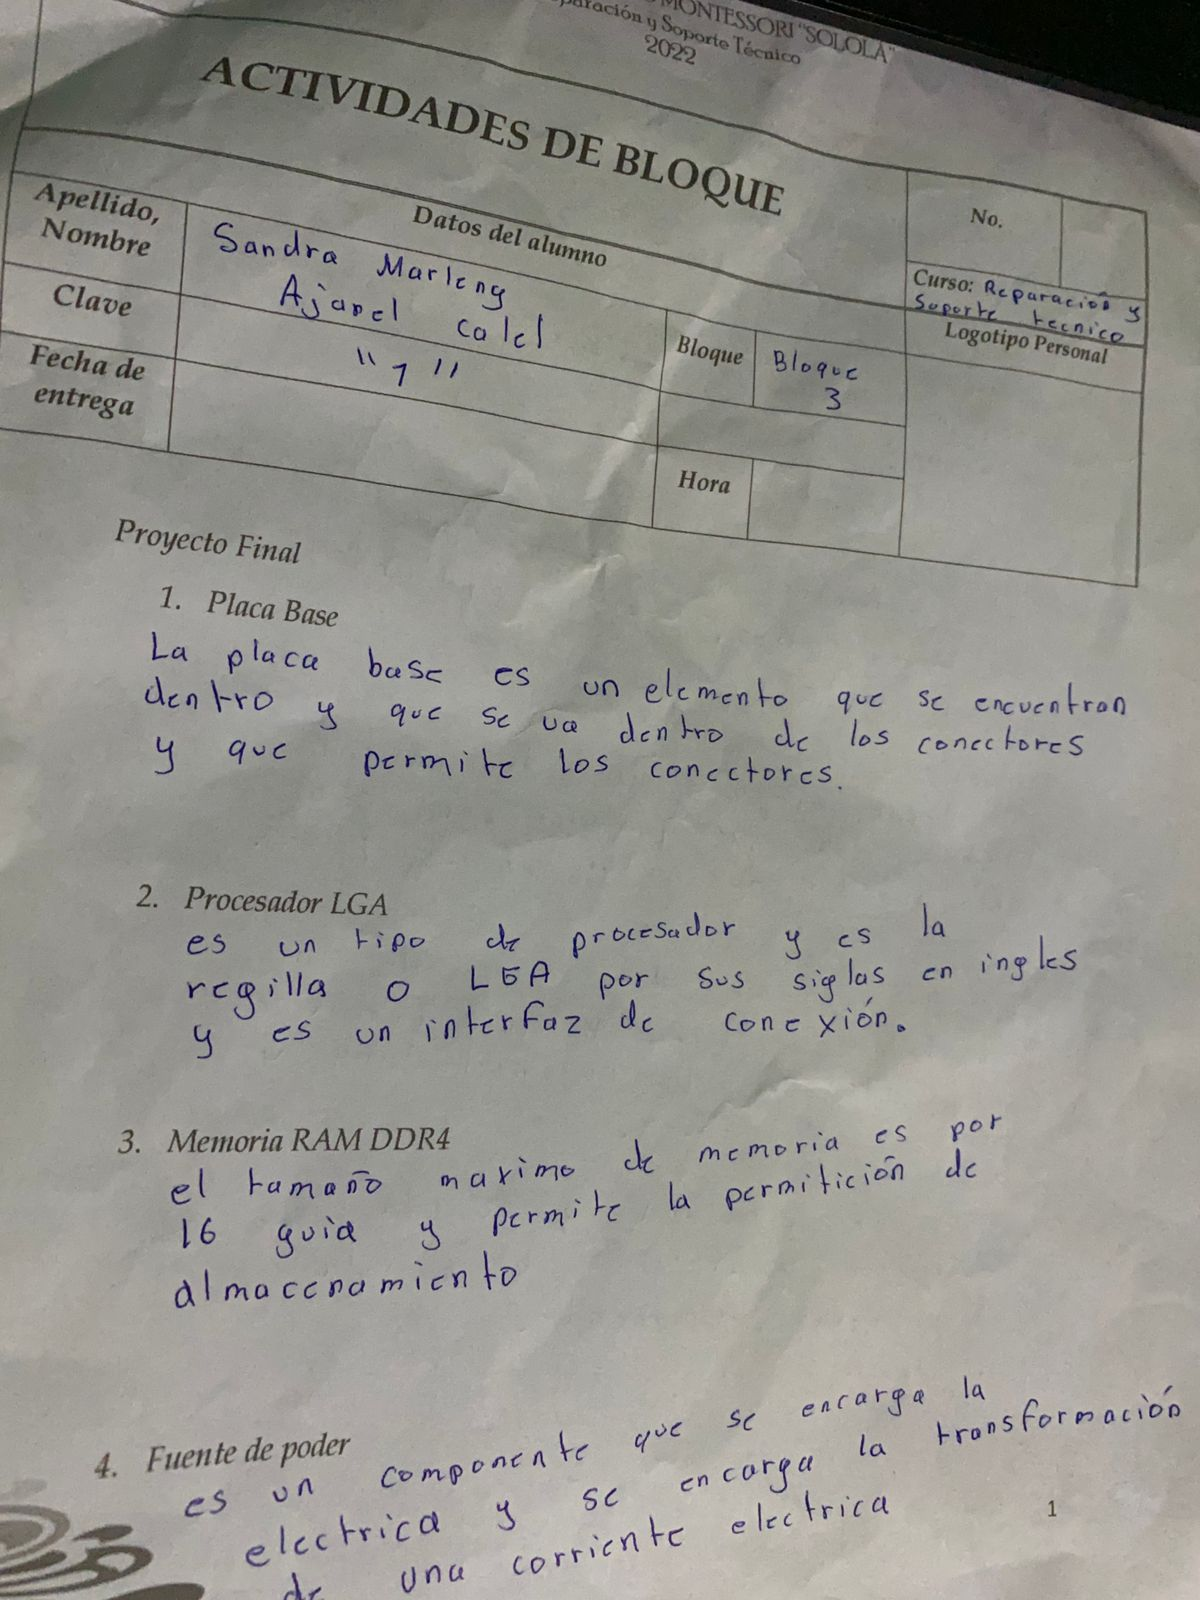 MONTESSORI "SOLOLÁ"
paración y Soporte Técnico
2022
ACTIVIDADES DE BLOQUE
No.
Datos del alumno
Apellido, Nombre
Sandra Marleny
Ajapel calel
Curso: Reparación y
Soporte tecnico
Clave
"1"
Bloque
Bloque
3
Logotipo Personal
Fecha de entrega
Hora
Proyecto Final
1. Placa Base
La placa base es un elemento que se encuentran
dentro y que se va dentro de los conectores
y que permite los conectores.
2. Procesador LGA
es un tipo de procesador y es la
regilla o LGA por sus siglas en ingles
y es un interfaz de conexión.
3. Memoria RAM DDR4
el tamaño maximo de memoria es por
16 guia y permite la permitición de
almacenamiento
4. Fuente de poder
es un componente que se encarga la
electrica y se encarga la transformación
de una corriente electrica
1